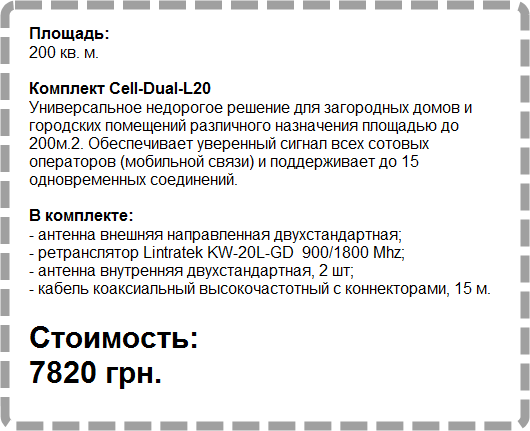 Площадь:
200 кв. м.
Комплект Cell-Dual-L20
Универсальное недорогое решение для загородных домов и
городских помещений различного назначения площадью до
200м.2. Обеспечивает уверенный сигнал всех сотовых
операторов (мобильной связи) и поддерживает до 15
одновременных соединений.
В комплекте:
- антенна внешняя направленная двухстандартная;
- ретранслятор Lintratek KW-20L-GD  900/1800 Mhz;
- антенна внутренняя двухстандартная, 2 шт;
- кабель коаксиальный высокочастотный с коннекторами, 15 м.
Стоимость:
7820 грн.